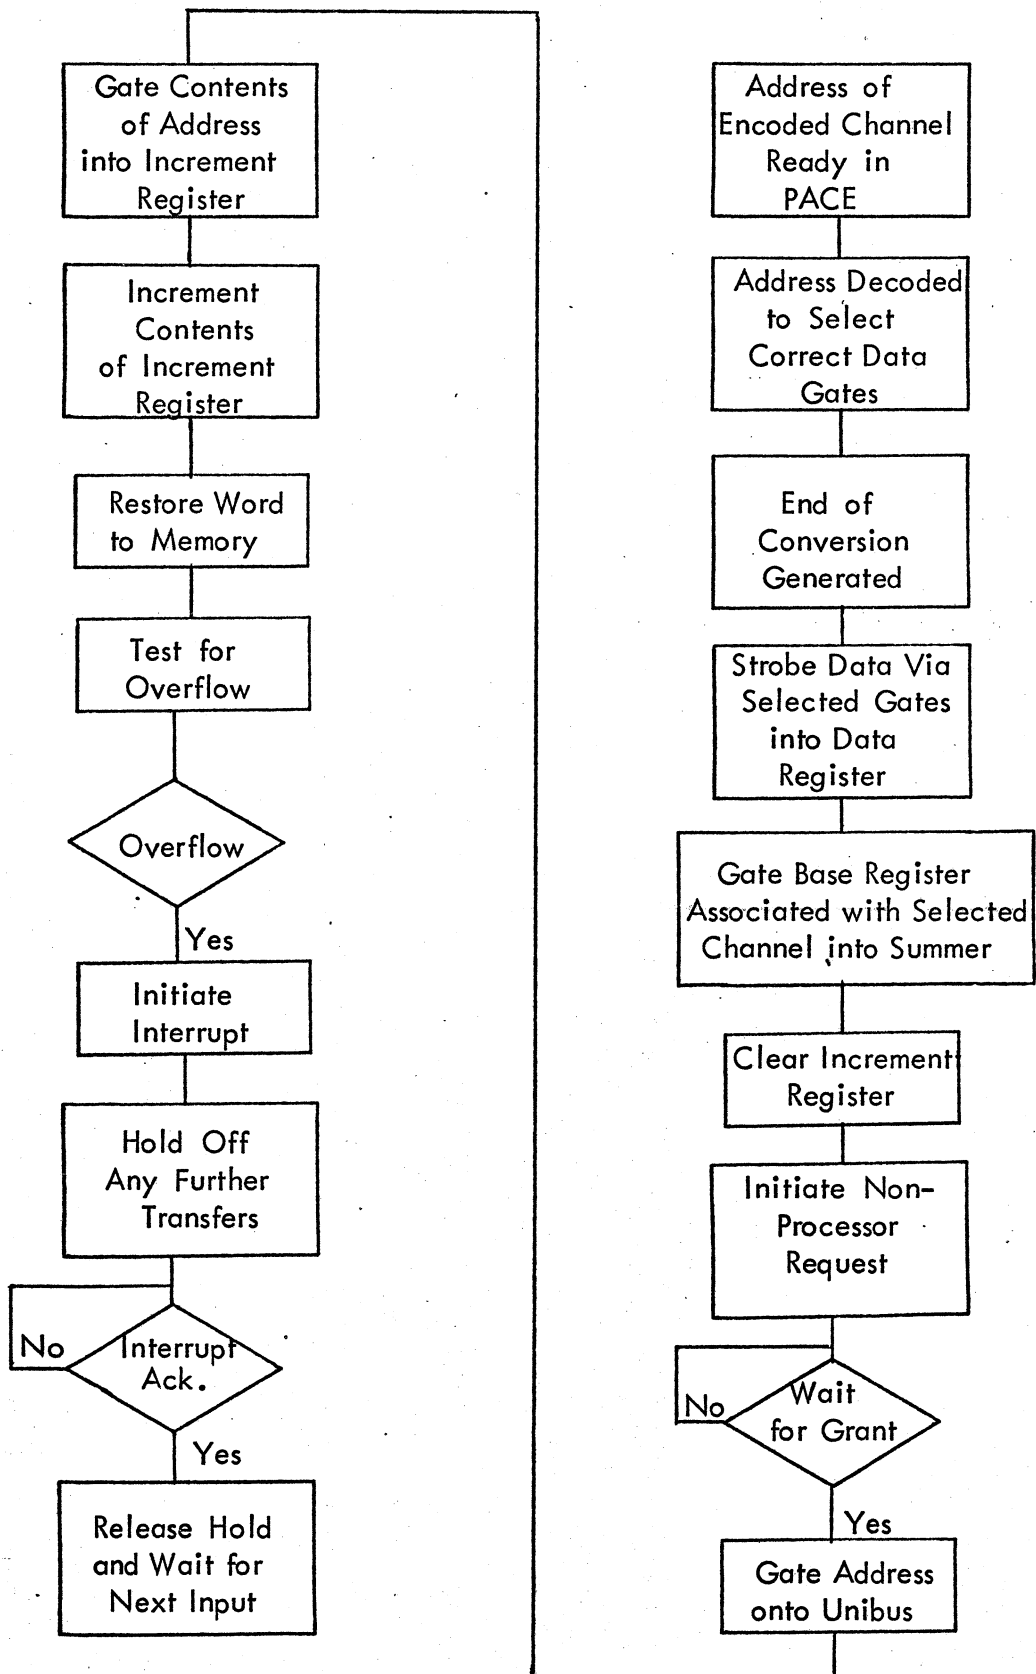 Gate Contents
of Address
into Increment
Register
Increment
Contents
of Increment
Register
Restore Word
to Memory
Test for
Overflow
Overflow
Yes
Initiate
Interrupt
Hold Off
Any Further
Transfers
No
Interrupt
Ack.
Yes
Release Hold
and Wait for
Next Input
Address of
Encoded Channel
Ready in
PACE
Address Decoded
to Select
Correct Data
Gates
End of
Conversion
Generated
Strobe Data Via
Selected Gates
into Data
Register
Gate Base Register
Associated with Selected
Channel into Summer
Clear Increment
Register
Initiate Non-
Processor
Request
No
Wait
for Grant
Yes
Gate Address
onto Unibus